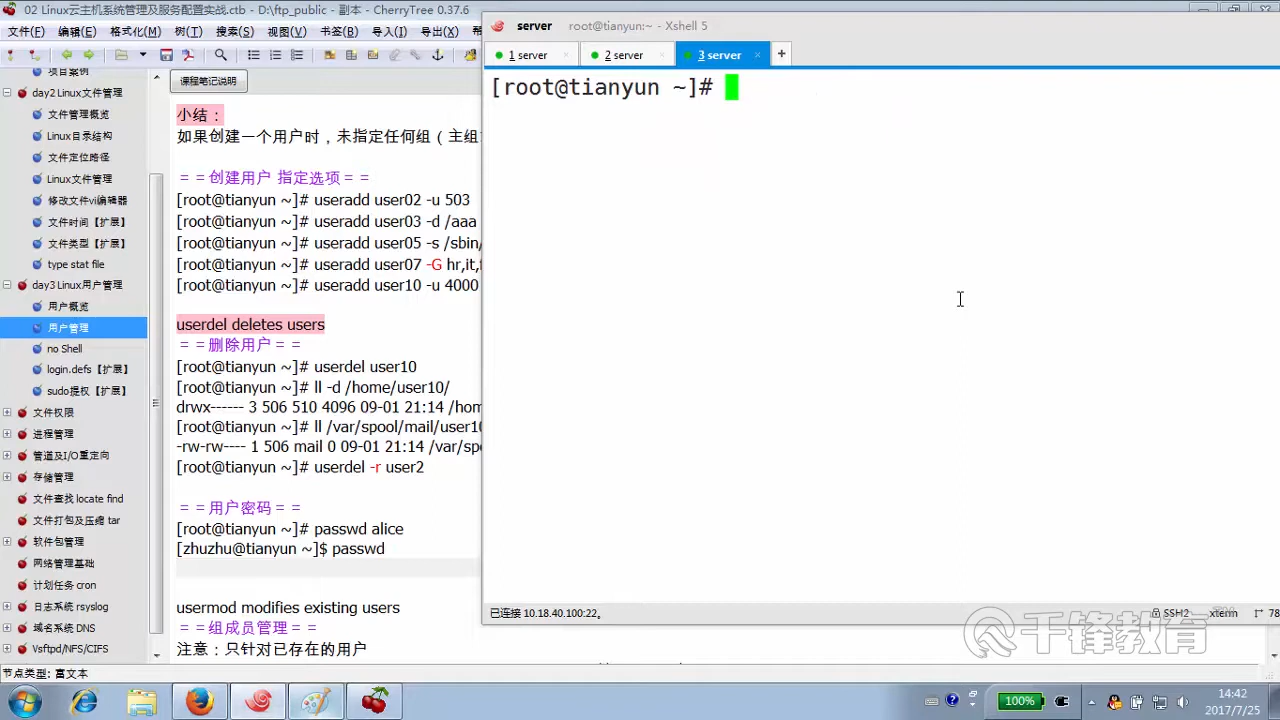 02 Linux云主机系统管理及服务配置实战.ctb - D:\ftp_public - 副本 - CherryTree 0.37.6
文件(F) 编辑(E) 格式化(M) 树(T) 搜索(S) 视图(V) 书签(B) 导入(I) 导出(X)
项目案例
day2 Linux文件管理
文件管理概览
Linux目录结构
文件定位路径
Linux文件管理
修改文件vi编辑器
文件时间【扩展】
文件类型【扩展】
type stat file
day3 Linux用户管理
用户概览
用户管理
no Shell
login.defs【扩展】
sudo提权【扩展】
文件权限
进程管理
管道及I/O重定向
存储管理
文件查找 locate find
文件打包及压缩 tar
软件包管理
网络管理基础
计划任务 cron
日志系统 rsyslog
域名系统 DNS
Vsftpd/NFS/CIFS
课程笔记说明
小结：
如果创建一个用户时，未指定任何组（主组
==创建用户 指定选项==
[root@tianyun ~]# useradd user02 -u 503
[root@tianyun ~]# useradd user03 -d /aaa
[root@tianyun ~]# useradd user05 -s /sbin/
[root@tianyun ~]# useradd user07 -G hr,it,
[root@tianyun ~]# useradd user10 -u 4000
userdel deletes users
==删除用户==
[root@tianyun ~]# userdel user10
[root@tianyun ~]# ll -d /home/user10/
drwx------ 3 506 510 4096 09-01 21:14 /hom
[root@tianyun ~]# ll /var/spool/mail/user10
-rw-rw---- 1 506 mail 0 09-01 21:14 /var/spo
[root@tianyun ~]# userdel -r user2
==用户密码==
[root@tianyun ~]# passwd alice
[zhuzhu@tianyun ~]$ passwd
usermod modifies existing users
==组成员管理==
注意：只针对已存在的用户
节点类型: 富文本
server root@tianyun:~ - Xshell 5
1 server 2 server 3 server +
[root@tianyun ~]#
已连接 10.18.40.100:22。 SSH2 xterm 78
千锋教育
100%
14:42
2017/7/25